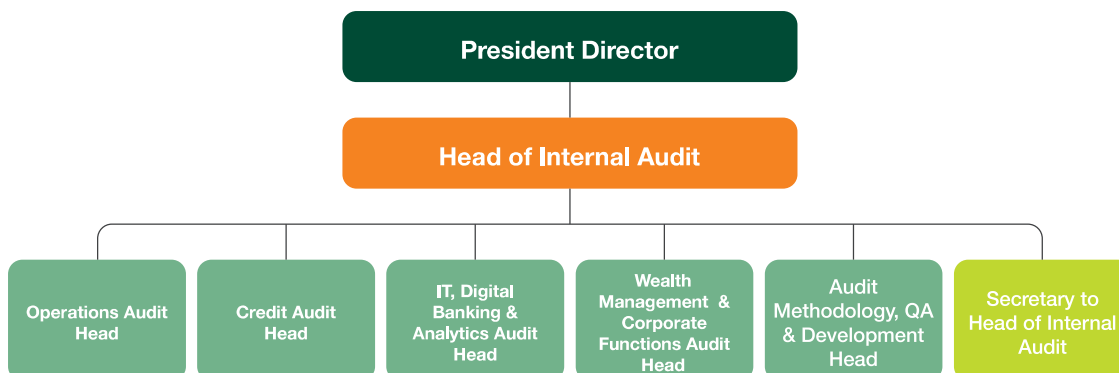 President Director
Head of Internal Audit
Operations Audit
Head
Credit Audit
Head
IT, Digital
Banking &
Analytics Audit
Head
Wealth
Management &
Corporate
Functions Audit
Head
Audit
Methodology, QA
& Development
Head
Secretary to
Head of Internal
Audit